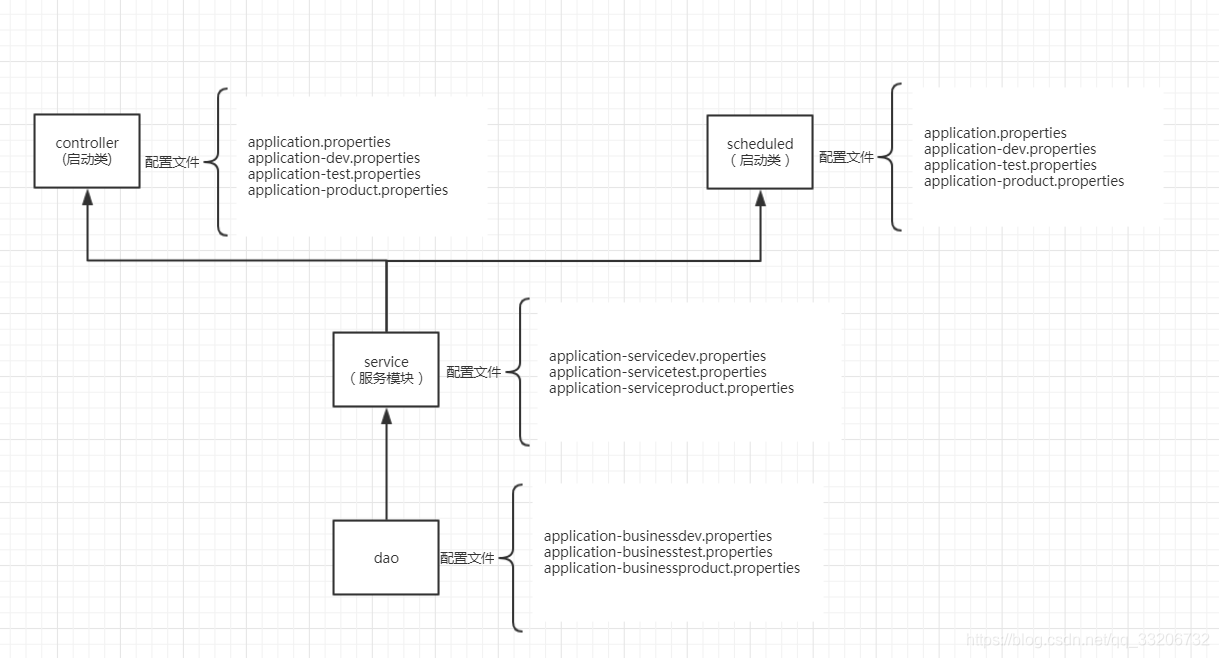 controller
(启动类)
配置文件
application.properties
application-dev.properties
application-test.properties
application-product.properties
scheduled
（启动类）
配置文件
application.properties
application-dev.properties
application-test.properties
application-product.properties
service
（服务模块）
配置文件
application-servicedev.properties
application-servicetest.properties
application-serviceproduct.properties
dao
配置文件
application-businessdev.properties
application-businesstest.properties
application-businessproduct.properties
https://blog.csdn.net/qq_33206732